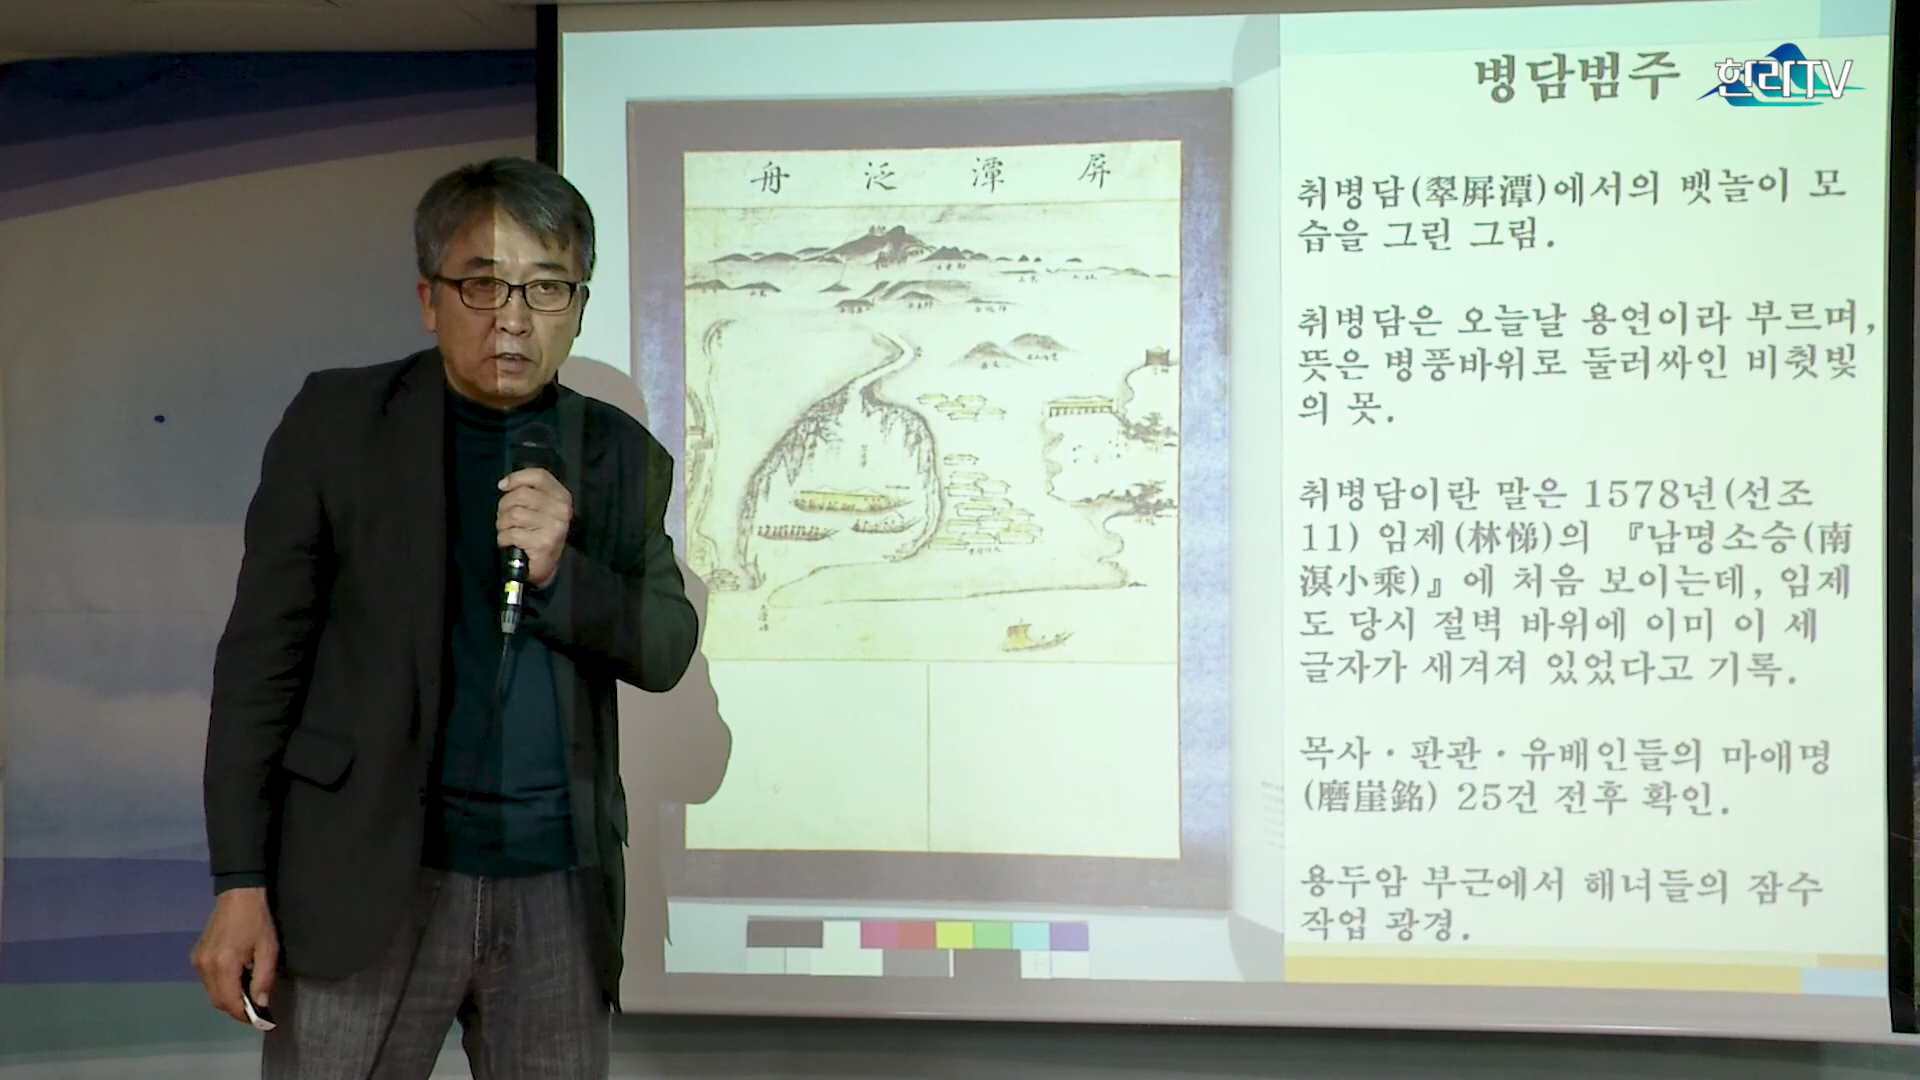 병담범주
한라TV
舟 泛 潭 屏
취병담(翠屛潭)에서의 뱃놀이 모
습을 그린 그림.
취병담은 오늘날 용연이라 부르며,
뜻은 병풍바위로 둘러싸인 비췻빛
의 못.
취병담이란 말은 1578년(선조
11) 임제(林悌)의 『남명소승(南
溟小乘)』에 처음 보이는데, 임제
도 당시 절벽 바위에 이미 이 세
글자가 새겨져 있었다고 기록.
목사·판관·유배인들의 마애명
(磨崖銘) 25건 전후 확인.
용두암 부근에서 해녀들의 잠수
작업 광경.